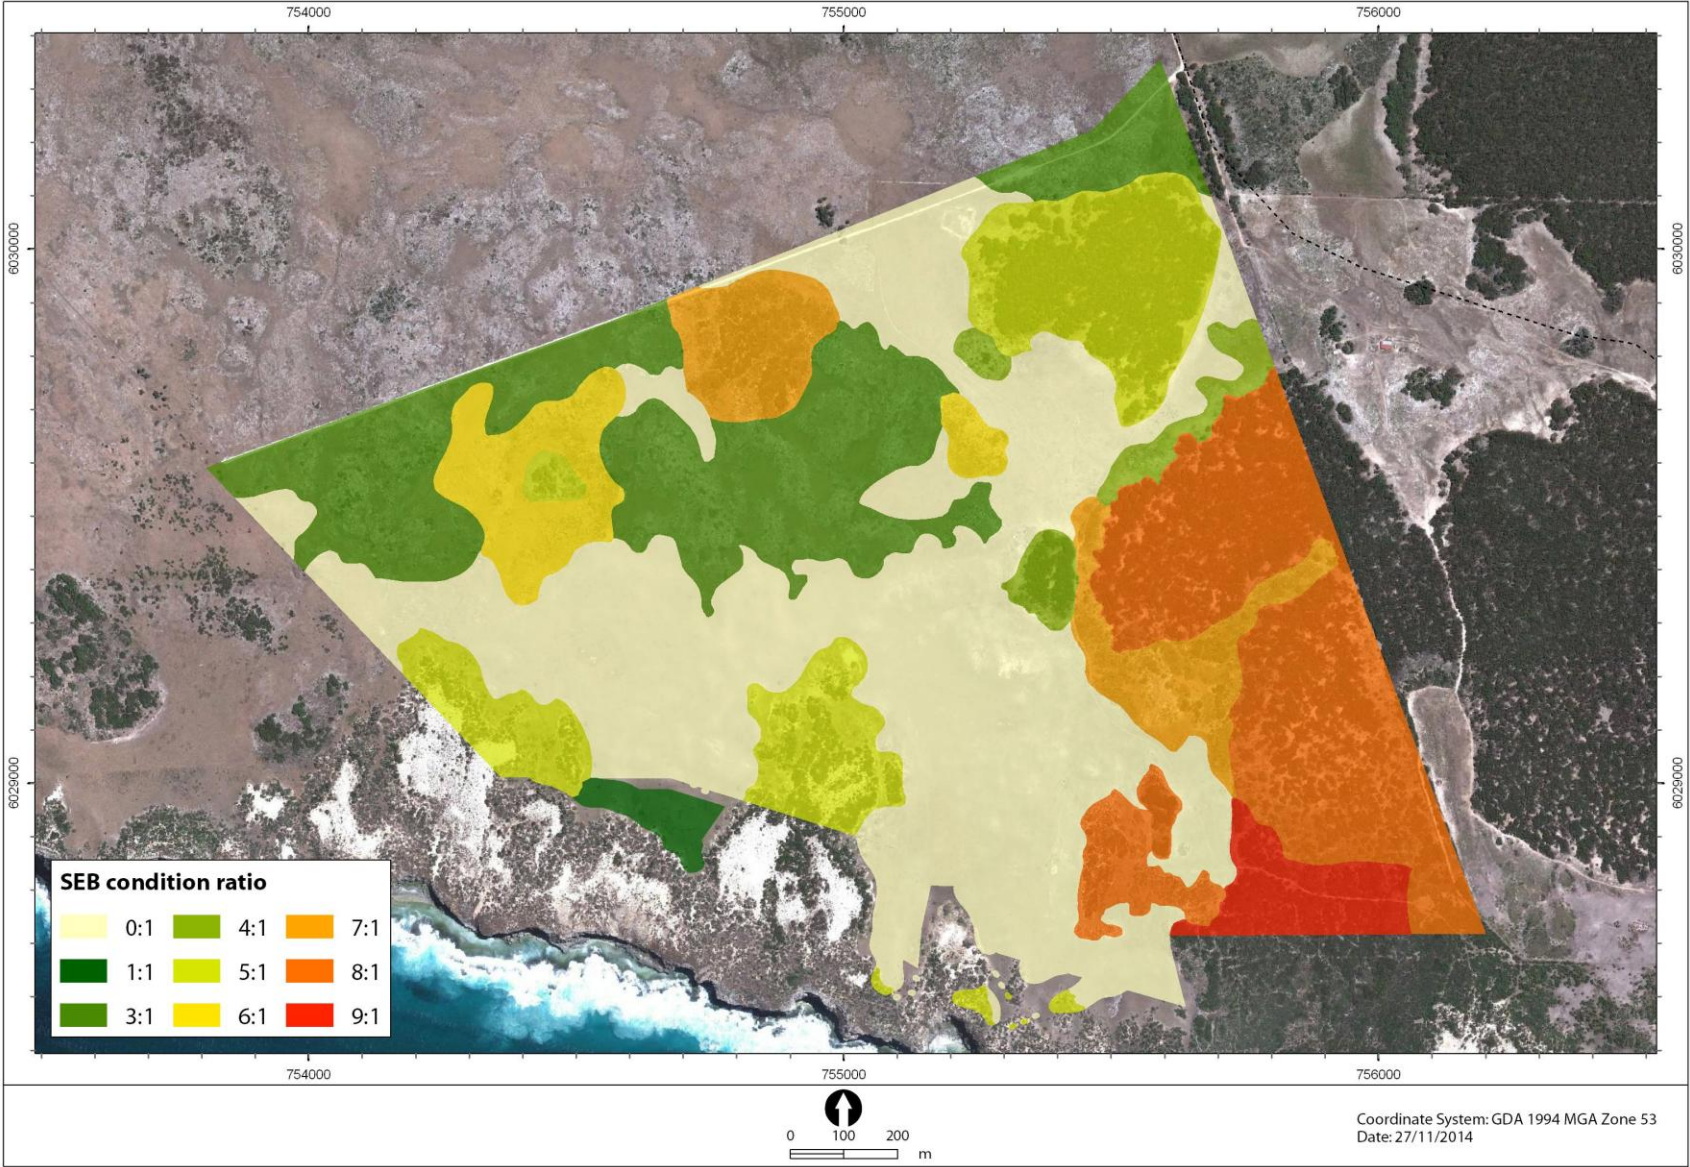 754000 755000 756000
6030000 6030000
6029000 6029000
SEB condition ratio
0:1 4:1 7:1
1:1 5:1 8:1
3:1 6:1 9:1
754000 755000 756000
0 100 200
m
Coordinate System: GDA 1994 MGA Zone 53
Date: 27/11/2014